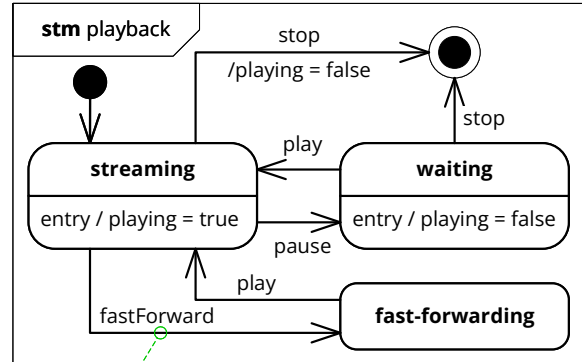 stm playback
stop
/playing = false
stop
streaming
play
waiting
entry / playing = true
entry / playing = false
pause
play
fastForward
fast-forwarding